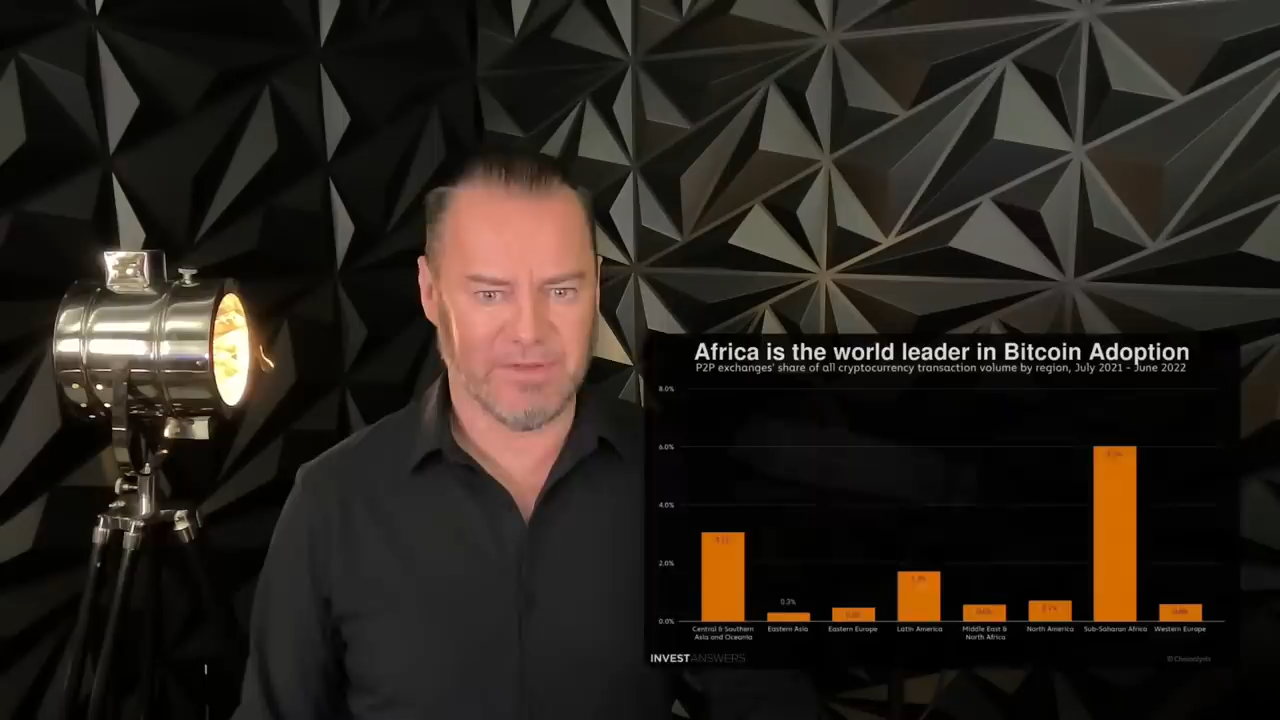 Africa is the world leader in Bitcoin Adoption
P2P exchanges' share of all cryptocurrency transaction volume by region, July 2021 - June 2022
8.0%
6.0%
4.0%
2.0%
0.0%
0.3%
Central & Southern Asia and Oceania
Eastern Asia
Eastern Europe
Latin America
Middle East & North Africa
North America
Sub-Saharan Africa
Western Europe
INVESTANSWERS
© Chainalysis